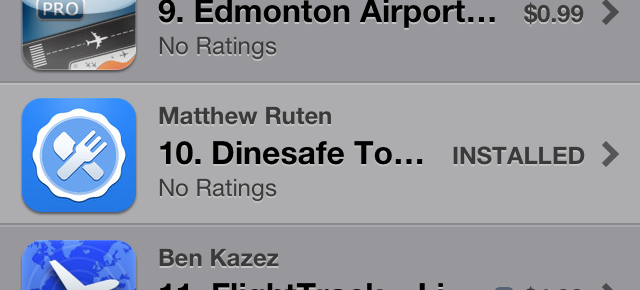 PRO
9. Edmonton Airport... $0.99
No Ratings
Matthew Ruten
10. Dinesafe To... INSTALLED
No Ratings
Ben Kazez
11. FlightTrack – Li...